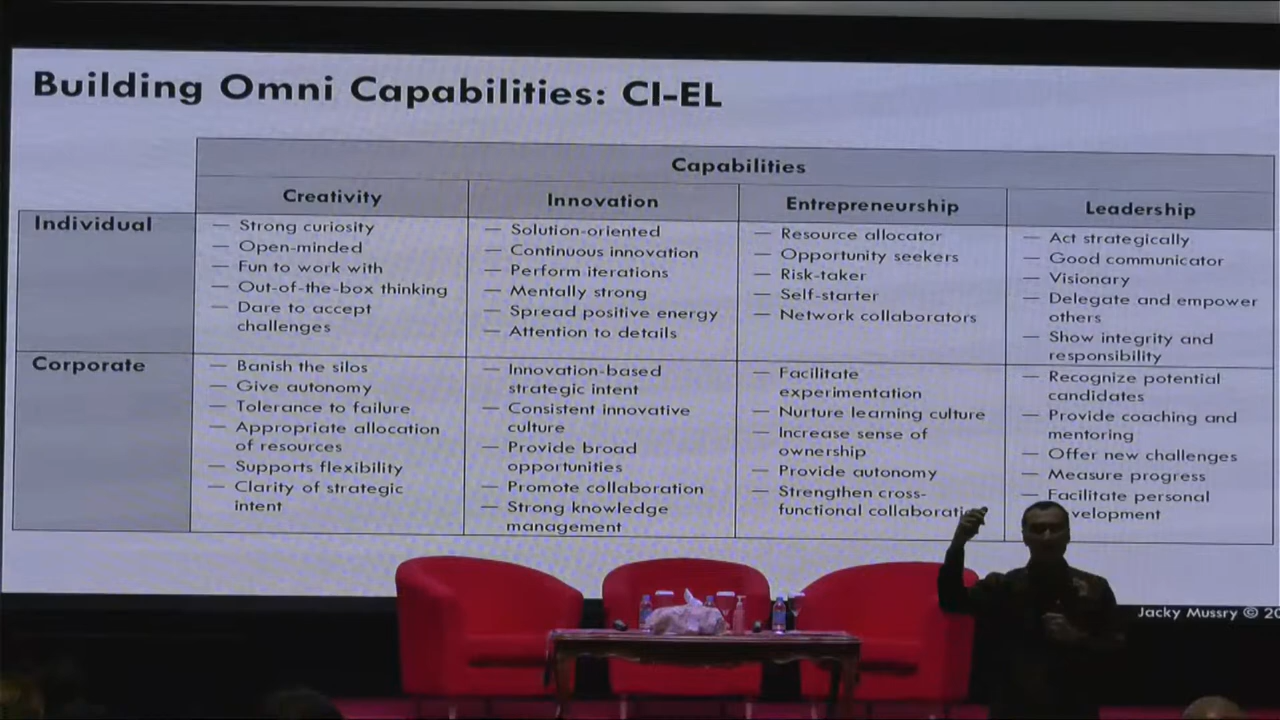 Building Omni Capabilities: CI-EL
Capabilities
Creativity
Innovation
Entrepreneurship
Leadership
Individual
— Strong curiosity
— Open-minded
— Fun to work with
— Out-of-the-box thinking
— Dare to accept
challenges
— Solution-oriented
— Continuous innovation
— Perform iterations
— Mentally strong
— Spread positive energy
— Attention to details
— Resource allocator
— Opportunity seekers
— Risk-taker
— Self-starter
— Network collaborators
— Act strategically
— Good communicator
— Visionary
— Delegate and empower
others
— Show integrity and
responsibility
Corporate
— Banish the silos
— Give autonomy
— Tolerance to failure
— Appropriate allocation
of resources
— Supports flexibility
— Clarity of strategic
intent
— Innovation-based
strategic intent
— Consistent innovative
culture
— Provide broad
opportunities
— Promote collaboration
— Strong knowledge
management
— Facilitate
experimentation
— Nurture learning culture
— Increase sense of
ownership
— Provide autonomy
— Strengthen cross-
functional
— Recognize potential
candidates
— Provide coaching and
mentoring
— Offer new challenges
— Measure progress
— Facilitate personal
Jacky Mussry ©